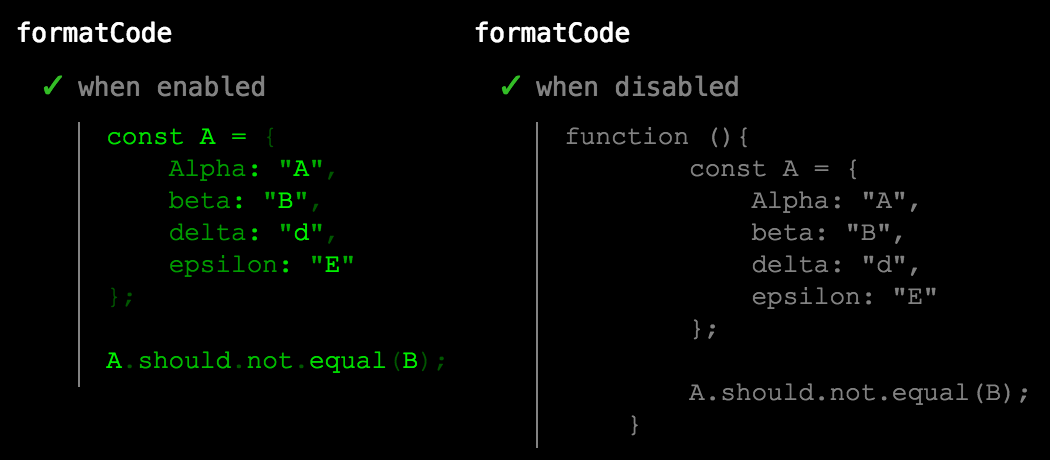 formatCode
✓ when enabled
const A = {
    Alpha: "A",
    beta: "B",
    delta: "d",
    epsilon: "E"
};

A.should.not.equal(B);
formatCode
✓ when disabled
function (){
        const A = {
            Alpha: "A",
            beta: "B",
            delta: "d",
            epsilon: "E"
        };

        A.should.not.equal(B);
    }